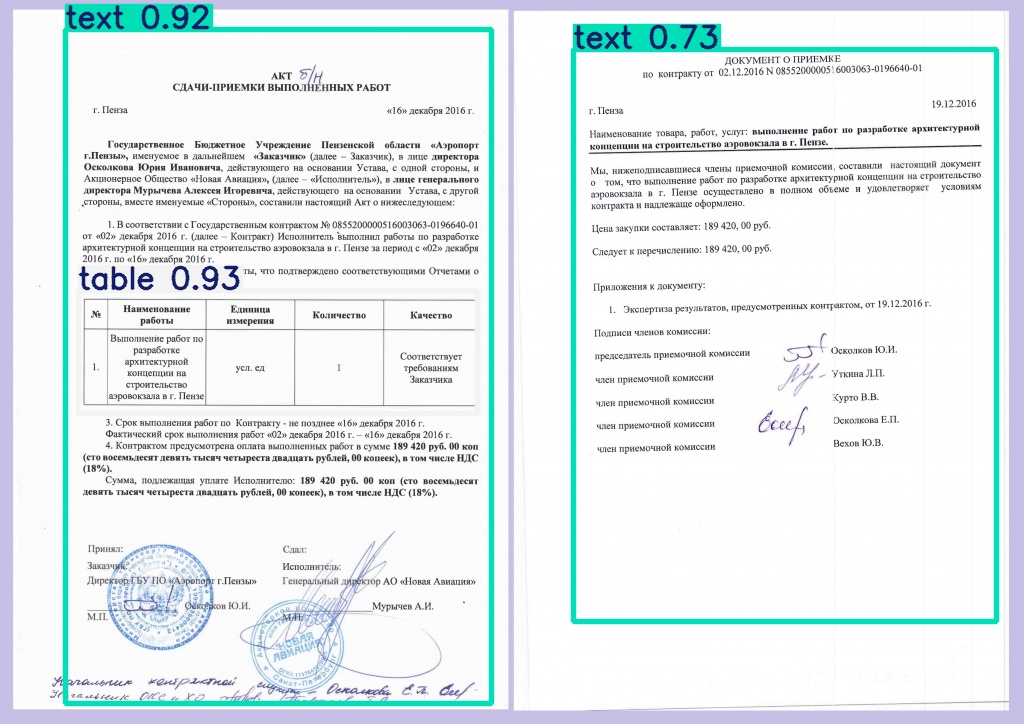 text 0.92
АКТ б/н
СДАЧИ-ПРИЕМКИ ВЫПОЛНЕННЫХ РАБОТ
г. Пенза «16» декабря 2016 г.
Государственное Бюджетное Учреждение Пензенской области «Аэропорт
г.Пензы», именуемое в дальнейшем «Заказчик» (далее – Заказчик), в лице директора
Осколкова Юрия Ивановича, действующего на основании Устава, с одной стороны, и
Акционерное Общество «Новая Авиация», (далее – «Исполнитель»), в лице генерального
директора Мурычева Алексея Игоревича, действующего на основании Устава, с другой
стороны, вместе именуемые «Стороны», составили настоящий Акт о нижеследующем:
1. В соответствии с Государственным контрактом № 0855200000516003063-0196640-01
от «02» декабря 2016 г. (далее – Контракт) Исполнитель выполнил работы по разработке
архитектурной концепции на строительство аэровокзала в г. Пензе за период с «02» декабря
2016 г. по «16» декабря 2016 г.
ты, что подтверждено соответствующими Отчетами о
table 0.93
№ Наименование работы Единица измерения Количество Качество
1. Выполнение работ по разработке архитектурной концепции на строительство аэровокзала в г. Пензе усл. ед 1 Соответствует требованиям Заказчика
3. Срок выполнения работ по Контракту - не позднее «16» декабря 2016 г.
Фактический срок выполнения работ «02» декабря 2016 г. – «16» декабря 2016 г.
4. Контрактом предусмотрена оплата выполненных работ в сумме 189 420 руб. 00 коп
(сто восемьдесят девять тысяч четыреста двадцать рублей, 00 копеек), в том числе НДС
(18%).
Сумма, подлежащая уплате Исполнителю: 189 420 руб. 00 коп (сто восемьдесят
девять тысяч четыреста двадцать рублей, 00 копеек), в том числе НДС (18%).
Принял: Сдал:
Заказчик: Исполнитель:
Директор ГБУ ПО «Аэропорт г.Пензы» Генеральный директор АО «Новая Авиация»
Осколков Ю.И. Мурычев А.И.
М.П. М.П.
НОВАЯ АВИАЦИЯ
Санкт-Петербург
Начальник контрактной службы – Осколкова Е.П.
Начальник ОКС и ХО
text 0.73
ДОКУМЕНТ О ПРИЕМКЕ
по контракту от 02.12.2016 N 0855200000516003063-0196640-01
г. Пенза 19.12.2016
Наименование товара, работ, услуг: выполнение работ по разработке архитектурной
концепции на строительство аэровокзала в г. Пензе.
Мы, нижеподписавшиеся члены приемочной комиссии, составили настоящий документ
о том, что выполнение работ по разработке архитектурной концепции на строительство
аэровокзала в г. Пензе осуществлено в полном объеме и удовлетворяет условиям
контракта и надлежаще оформлено.
Цена закупки составляет: 189 420, 00 руб.
Следует к перечислению: 189 420, 00 руб.
Приложения к документу:
1. Экспертиза результатов, предусмотренных контрактом, от 19.12.2016 г.
Подписи членов комиссии:
председатель приемочной комиссии Осколков Ю.И.
член приемочной комиссии Уткина Л.П.
член приемочной комиссии Курто В.В.
член приемочной комиссии Осколкова Е.П.
член приемочной комиссии Вехов Ю.В.